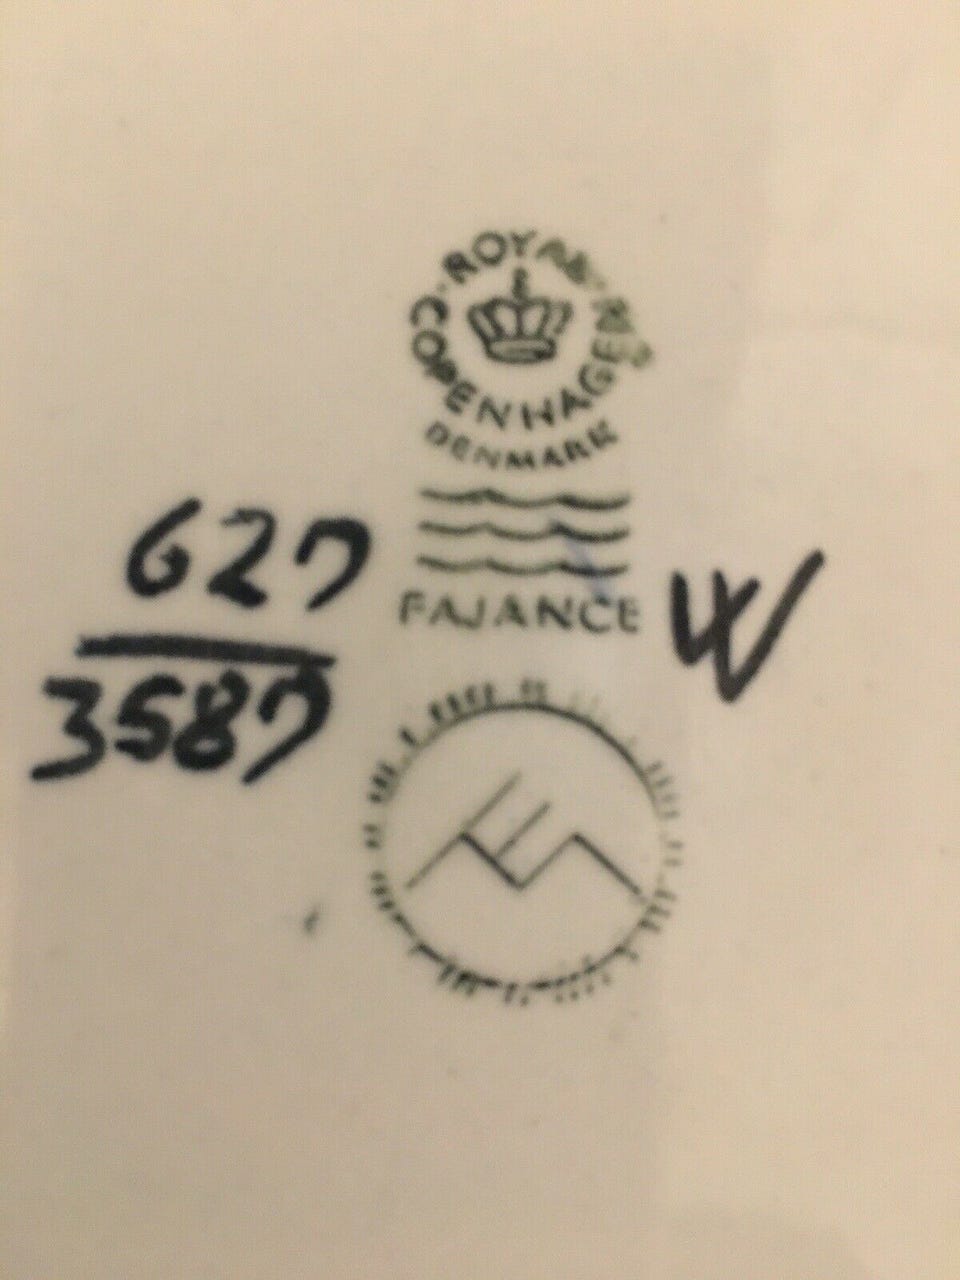 ROYAL
COPENHAGEN
DENMARK
FAJANCE
627
3587
W